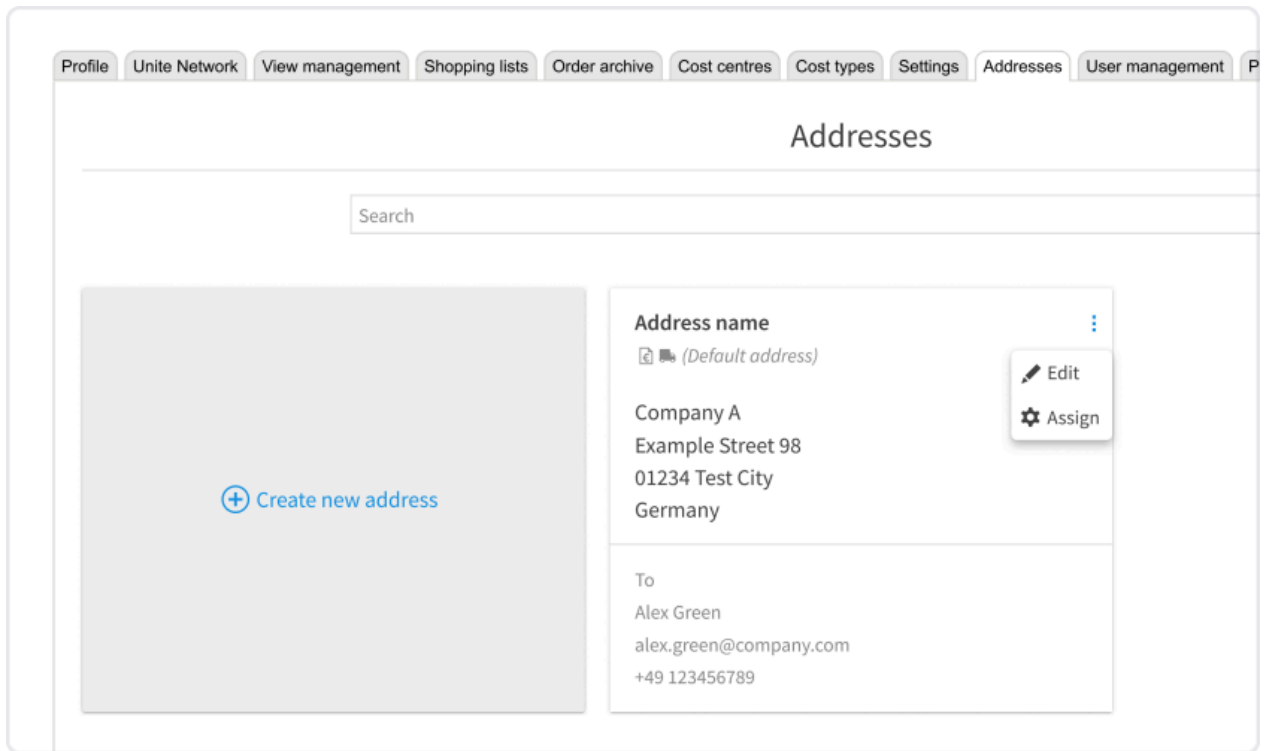 Profile Unite Network View management Shopping lists Order archive Cost centres Cost types Settings Addresses User management P
Addresses
Search
Create new address
Address name
(Default address)
Edit
Assign
Company A
Example Street 98
01234 Test City
Germany
To
Alex Green
alex.green@company.com
+49 123456789